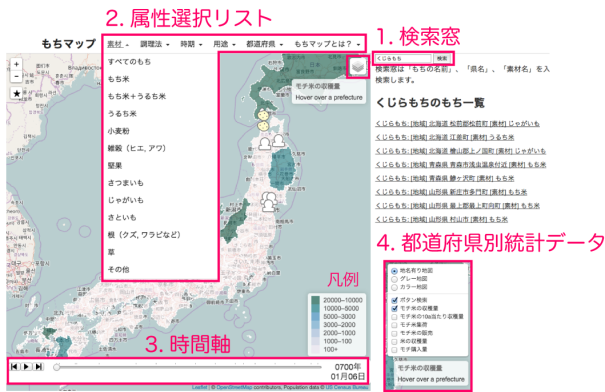 2. 属性選択リスト
1. 検索窓
もちマップ 素材 調理法 時期 用途 都道府県 もちマップとは？
くじらもち 検索
検索窓は「もちの名前」、「県名」、「素材名」を入
検索します。
すべてのもち
もち米
もち米+うるち米
うるち米
小麦粉
雑穀（ヒエ、アワ）
堅果
さつまいも
じゃがいも
さといも
根（クズ、ワラビなど）
草
その他
モチ米の収穫量
Hover over a prefecture
くじらもちのもち一覧
くじらもち: [地域] 北海道 松前郡松前町 [素材] じゃがいも
くじらもち: [地域] 北海道 江差町 [素材] うるち米
くじらもち: [地域] 北海道 檜山郡上ノ国町 [素材] じゃがいも
くじらもち: [地域] 青森県 青森市浅虫温泉付近 [素材] もち米
くじらもち: [地域] 青森県 鰺ヶ沢町 [素材] もち米
くじらもち: [地域] 山形県 新庄市多門町 [素材] もち米
くじらもち: [地域] 山形県 最上郡最上町向町 [素材] もち米
くじらもち: [地域] 山形県 村山市 [素材] もち米
4. 都道府県別統計データ
地名有り地図
グレー地図
カラー地図
ボタン検索
モチ米の収穫量
モチ米の10a当たり収穫量
モチ米集荷
モチ米の販売
米の収穫量
モチ購入量
モチ米の収穫量
Hover over a prefecture
凡例
20000–10000
10000–5000
5000–3000
3000–2000
2000–1000
1000–100
100+
3. 時間軸
0700年
01月06日
Leaflet | © OpenStreetMap contributors, Population data © US Census Bureau